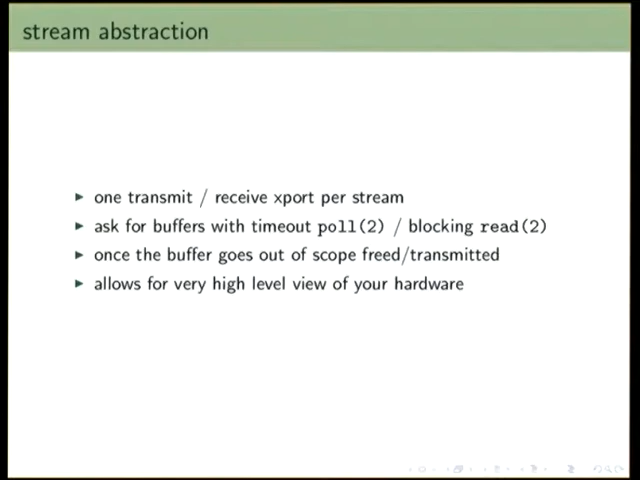 stream abstraction
one transmit / receive xport per stream
ask for buffers with timeout poll(2) / blocking read(2)
once the buffer goes out of scope freed/transmitted
allows for very high level view of your hardware